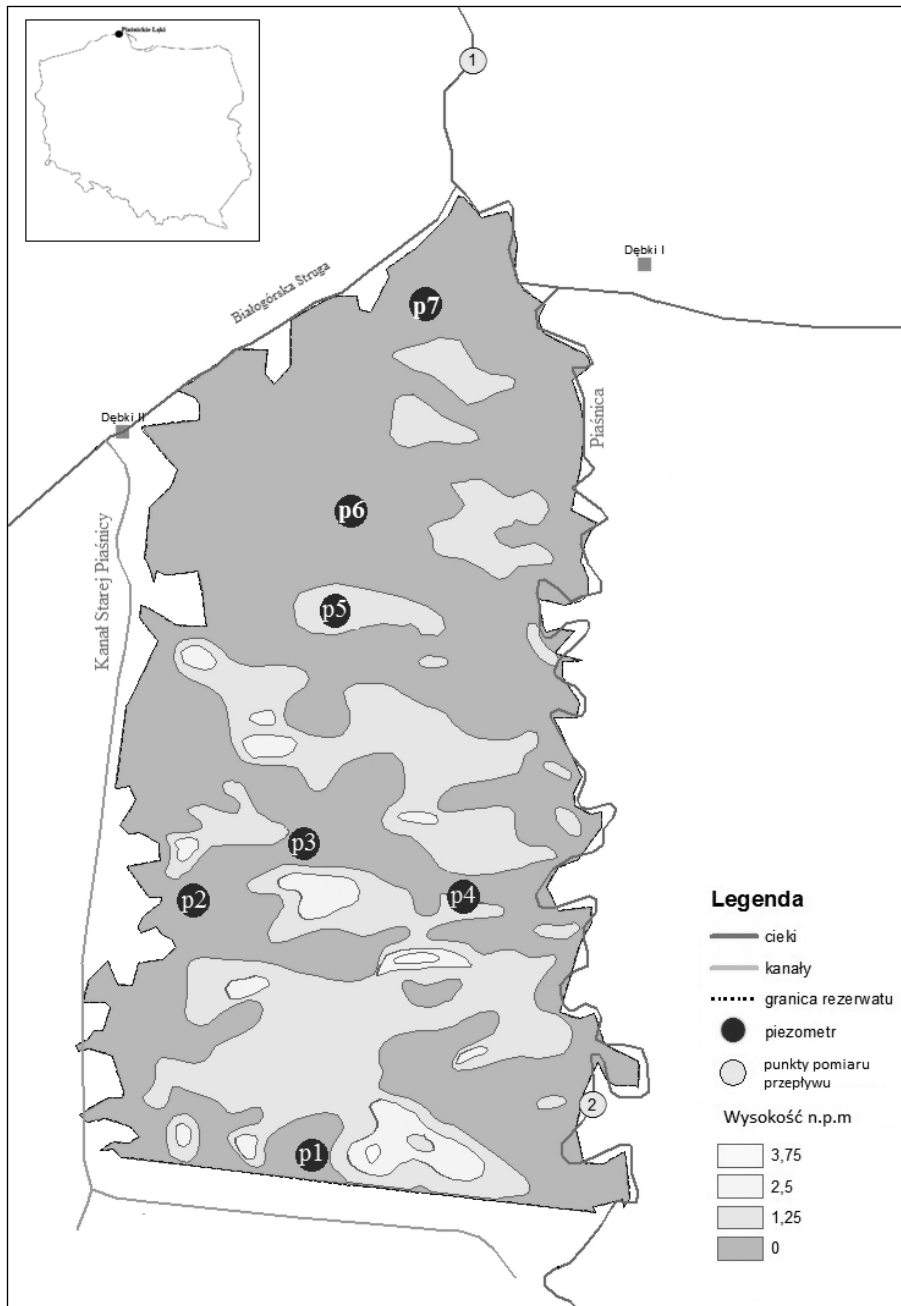 Piaśnickie Łąki
1
Dębki I
Białogórska Struga
p7
Piaśnica
Dębki II
p6
Kanał Starej Piaśnicy
p5
p3
p2
p4
Legenda
cieki
kanały
granica rezerwatu
piezometr
punkty pomiaru
przepływu
2
Wysokość n.p.m
p1
3,75
2,5
1,25
0